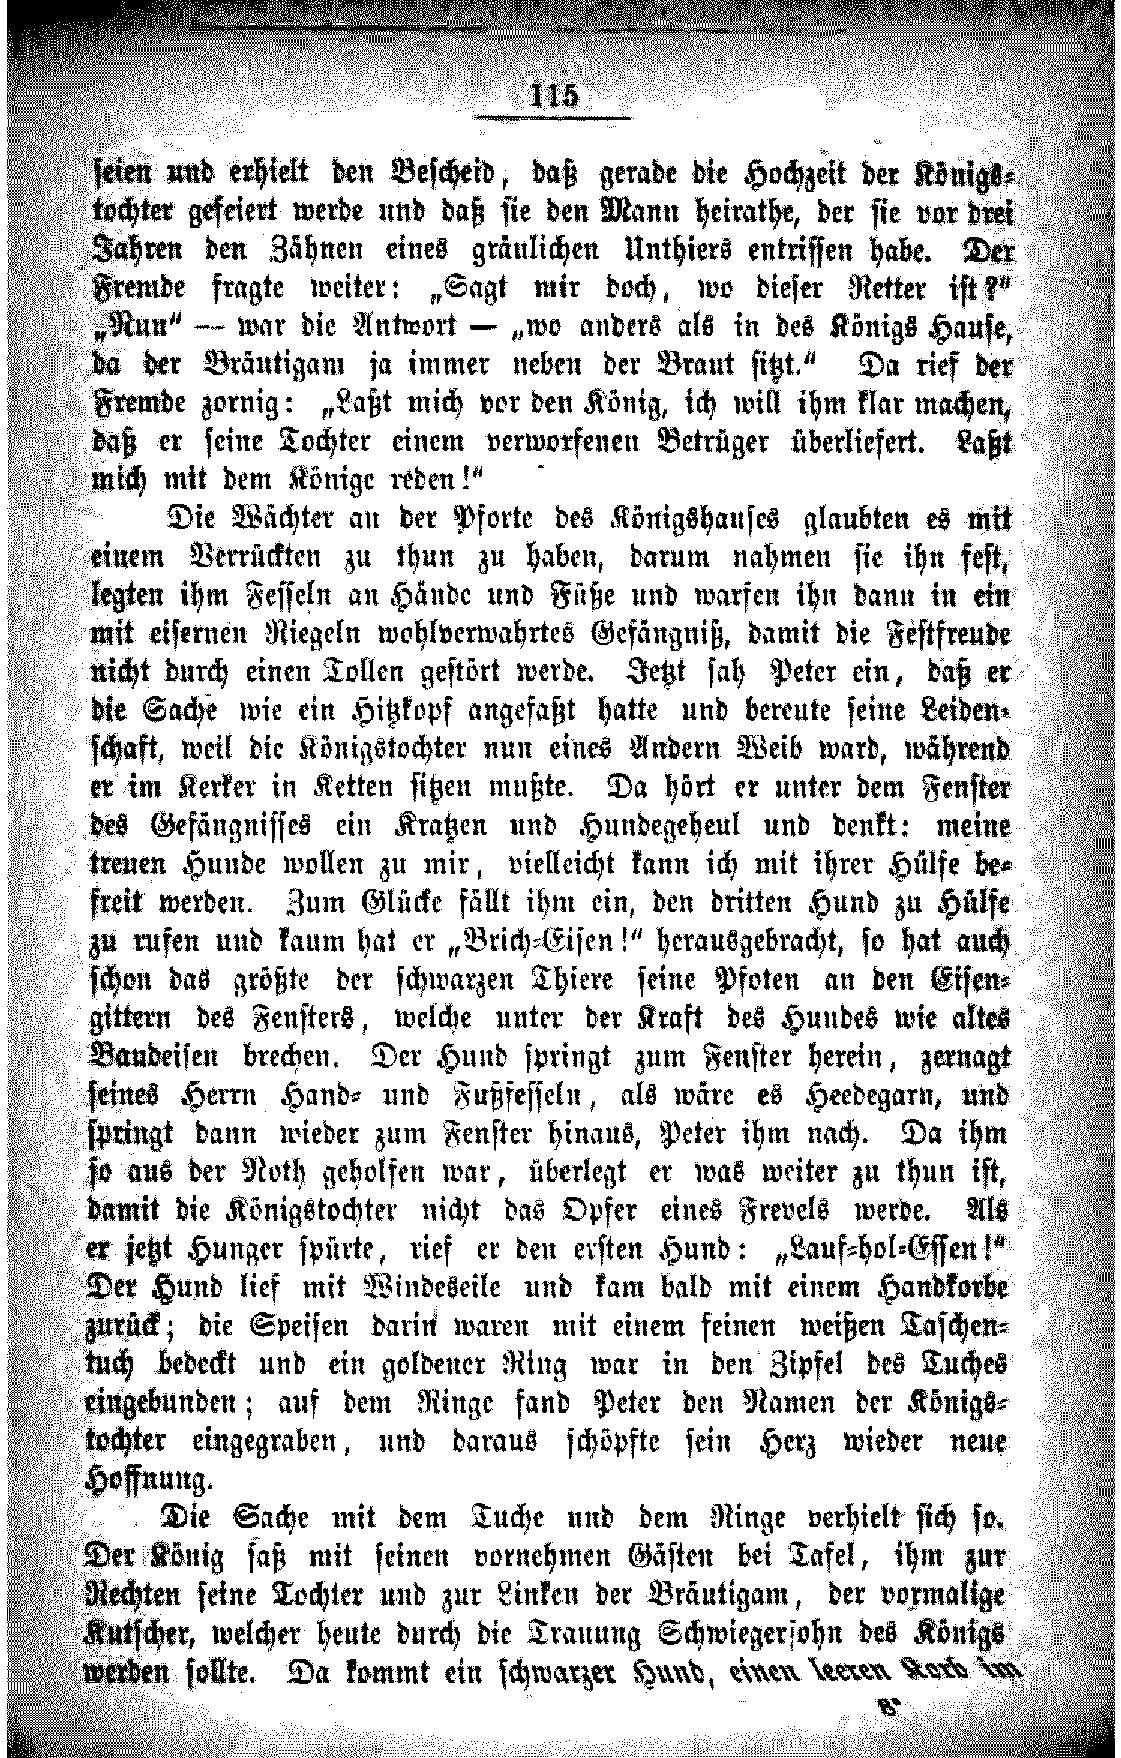 115
seien und erhielt den Bescheid, daß gerade die Hochzeit der Königs-
tochter gefeiert werde und daß sie den Mann heirathe, der sie vor drei
Jahren den Zähnen eines gräulichen Unthiers entrissen habe. Der
Fremde fragte weiter: „Sagt mir doch, wo dieser Retter ist?“
„Nun“ — war die Antwort — „wo anders als in des Königs Hause,
da der Bräutigam ja immer neben der Braut sitzt.“ Da rief der
Fremde zornig: „Laßt mich vor den König, ich will ihm klar machen,
daß er seine Tochter einem verworfenen Betrüger überliefert. Laßt
mich mit dem Könige reden!“
Die Wächter an der Pforte des Königshauses glaubten es mit
einem Verrückten zu thun zu haben, darum nahmen sie ihn fest,
legten ihm Fesseln an Hände und Füße und warfen ihn dann in ein
mit eisernen Riegeln wohlverwahrtes Gefängniß, damit die Festfreude
nicht durch einen Tollen gestört werde. Jetzt sah Peter ein, daß er
die Sache wie ein Hitzkopf angefaßt hatte und bereute seine Leiden-
schaft, weil die Königstochter nun eines Andern Weib ward, während
er im Kerker in Ketten sitzen mußte. Da hört er unter dem Fenster
des Gefängnisses ein Kratzen und Hundegeheul und denkt: meine
treuen Hunde wollen zu mir, vielleicht kann ich mit ihrer Hülfe be-
freit werden. Zum Glücke fällt ihm ein, den dritten Hund zu Hülfe
zu rufen und kaum hat er „Brich-Eisen!“ herausgebracht, so hat auch
schon das größte der schwarzen Thiere seine Pfoten an den Eisen-
gittern des Fensters, welche unter der Kraft des Hundes wie altes
Bandeisen brechen. Der Hund springt zum Fenster herein, zernagt
seines Herrn Hand- und Fußfesseln, als wäre es Heedegarn, und
springt dann wieder zum Fenster hinaus, Peter ihm nach. Da ihm
so aus der Noth geholfen war, überlegt er was weiter zu thun ist,
damit die Königstochter nicht das Opfer eines Frevels werde. Als
er jetzt Hunger spürte, rief er den ersten Hund: „Lauf-hol-Essen!“
Der Hund lief mit Windeseile und kam bald mit einem Handkorbe
zurück; die Speisen darin waren mit einem feinen weißen Taschen-
tuch bedeckt und ein goldener Ring war in den Zipfel des Tuches
eingebunden; auf dem Ringe fand Peter den Namen der Königs-
tochter eingegraben, und daraus schöpfte sein Herz wieder neue
Hoffnung.
Die Sache mit dem Tuche und dem Ringe verhielt sich so.
Der König saß mit seinen vornehmen Gästen bei Tafel, ihm zur
Rechten seine Tochter und zur Linken der Bräutigam, der vormalige
Kutscher, welcher heute durch die Trauung Schwiegersohn des Königs
werden sollte. Da kommt ein schwarzer Hund, einen leeren Korb im
8*